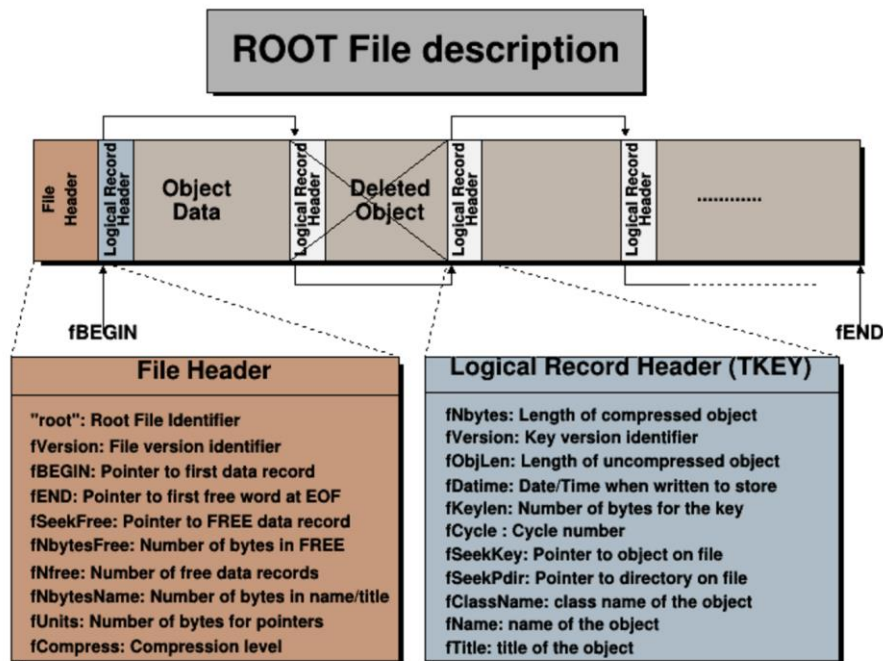 ROOT File description
File
Header
Logical Record
Header
Object
Data
Logical Record
Header
Deleted
Object
Logical Record
Header
Logical Record
Header
............
fBEGIN
fEND
File Header
"root": Root File Identifier
fVersion: File version identifier
fBEGIN: Pointer to first data record
fEND: Pointer to first free word at EOF
fSeekFree: Pointer to FREE data record
fNbytesFree: Number of bytes in FREE
fNfree: Number of free data records
fNbytesName: Number of bytes in name/title
fUnits: Number of bytes for pointers
fCompress: Compression level
Logical Record Header (TKEY)
fNbytes: Length of compressed object
fVersion: Key version identifier
fObjLen: Length of uncompressed object
fDatime: Date/Time when written to store
fKeylen: Number of bytes for the key
fCycle : Cycle number
fSeekKey: Pointer to object on file
fSeekPdir: Pointer to directory on file
fClassName: class name of the object
fName: name of the object
fTitle: title of the object